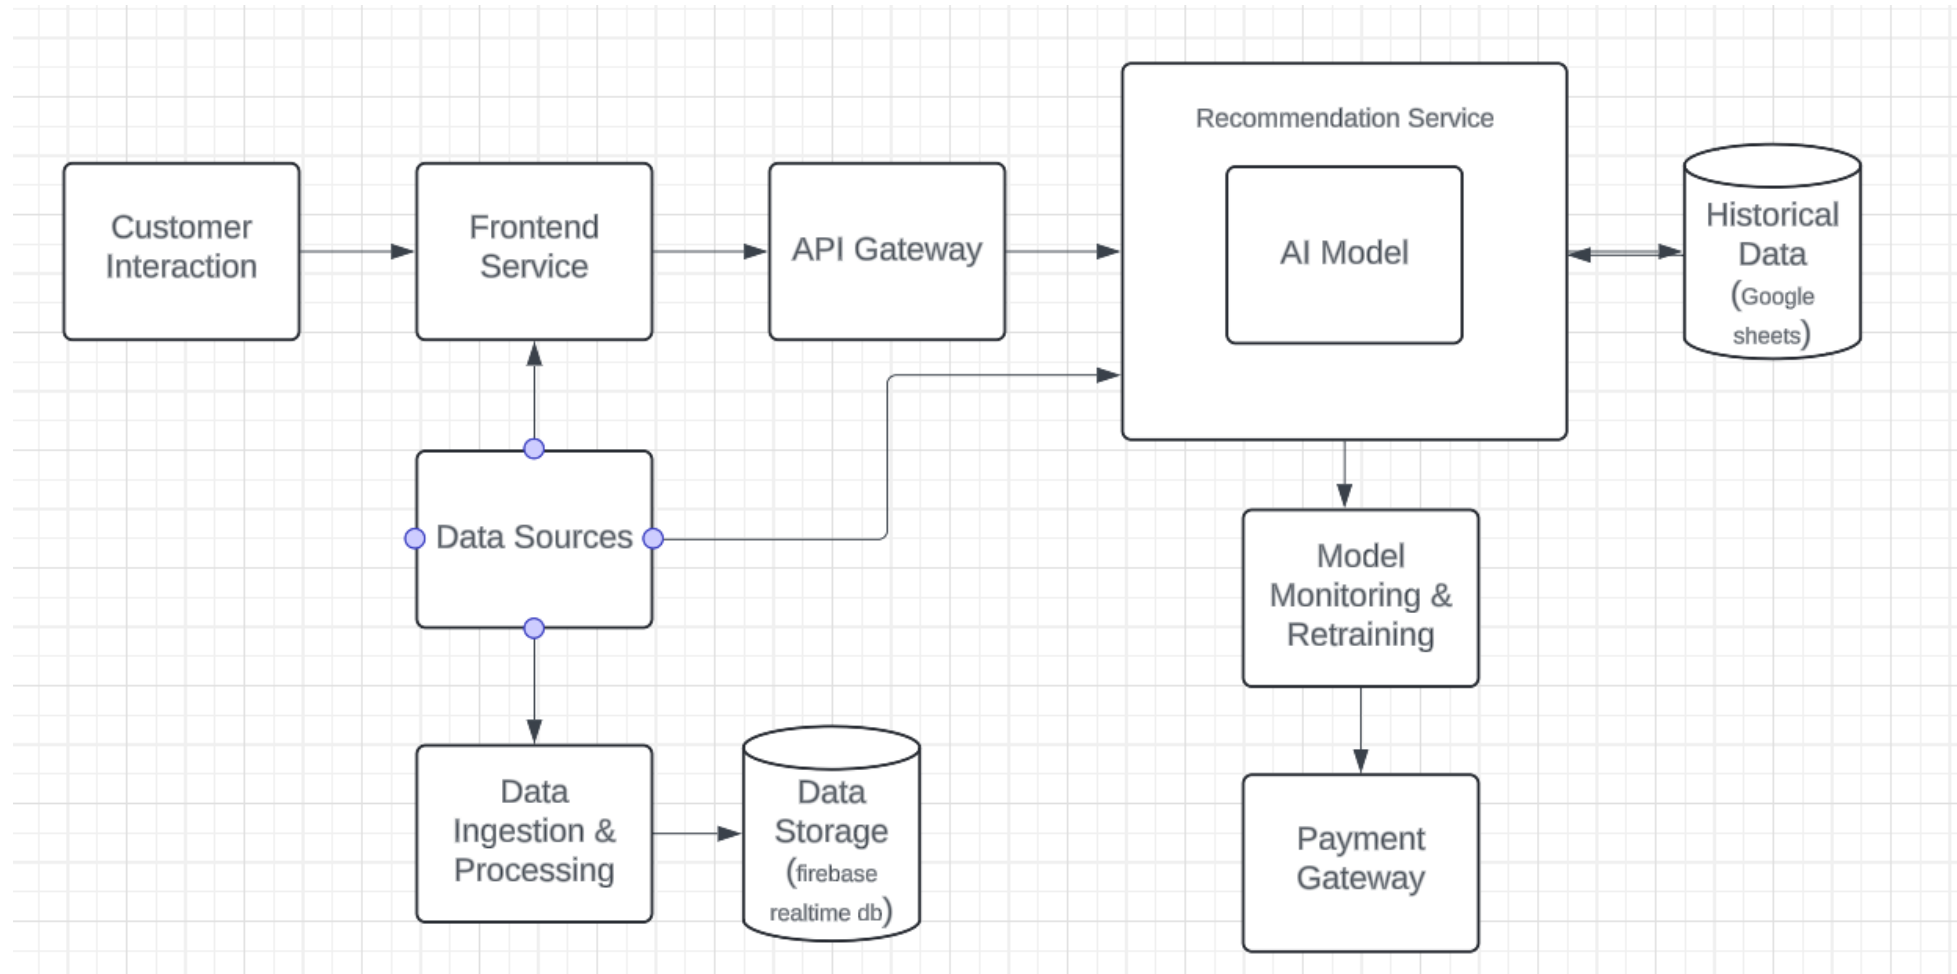 Recommendation Service
Customer
Interaction
Frontend
Service
API Gateway
AI Model
Historical
Data
(Google
sheets)
Data Sources
Model
Monitoring &
Retraining
Data
Ingestion &
Processing
Data
Storage
(firebase
realtime db)
Payment
Gateway